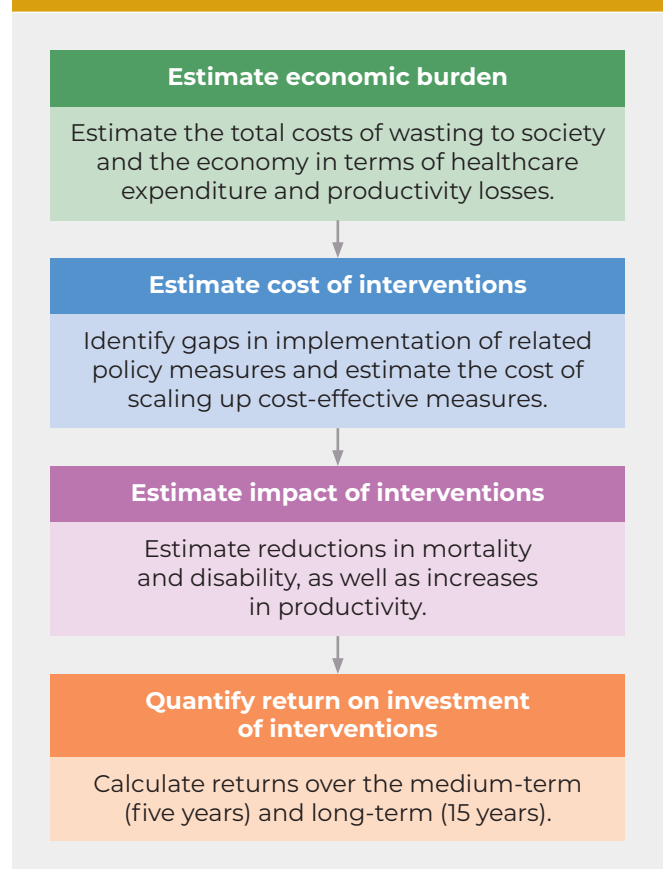 Estimate economic burden
Estimate the total costs of wasting to society
and the economy in terms of healthcare
expenditure and productivity losses.
Estimate cost of interventions
Identify gaps in implementation of related
policy measures and estimate the cost of
scaling up cost-effective measures.
Estimate impact of interventions
Estimate reductions in mortality
and disability, as well as increases
in productivity.
Quantify return on investment
of interventions
Calculate returns over the medium-term
(five years) and long-term (15 years).